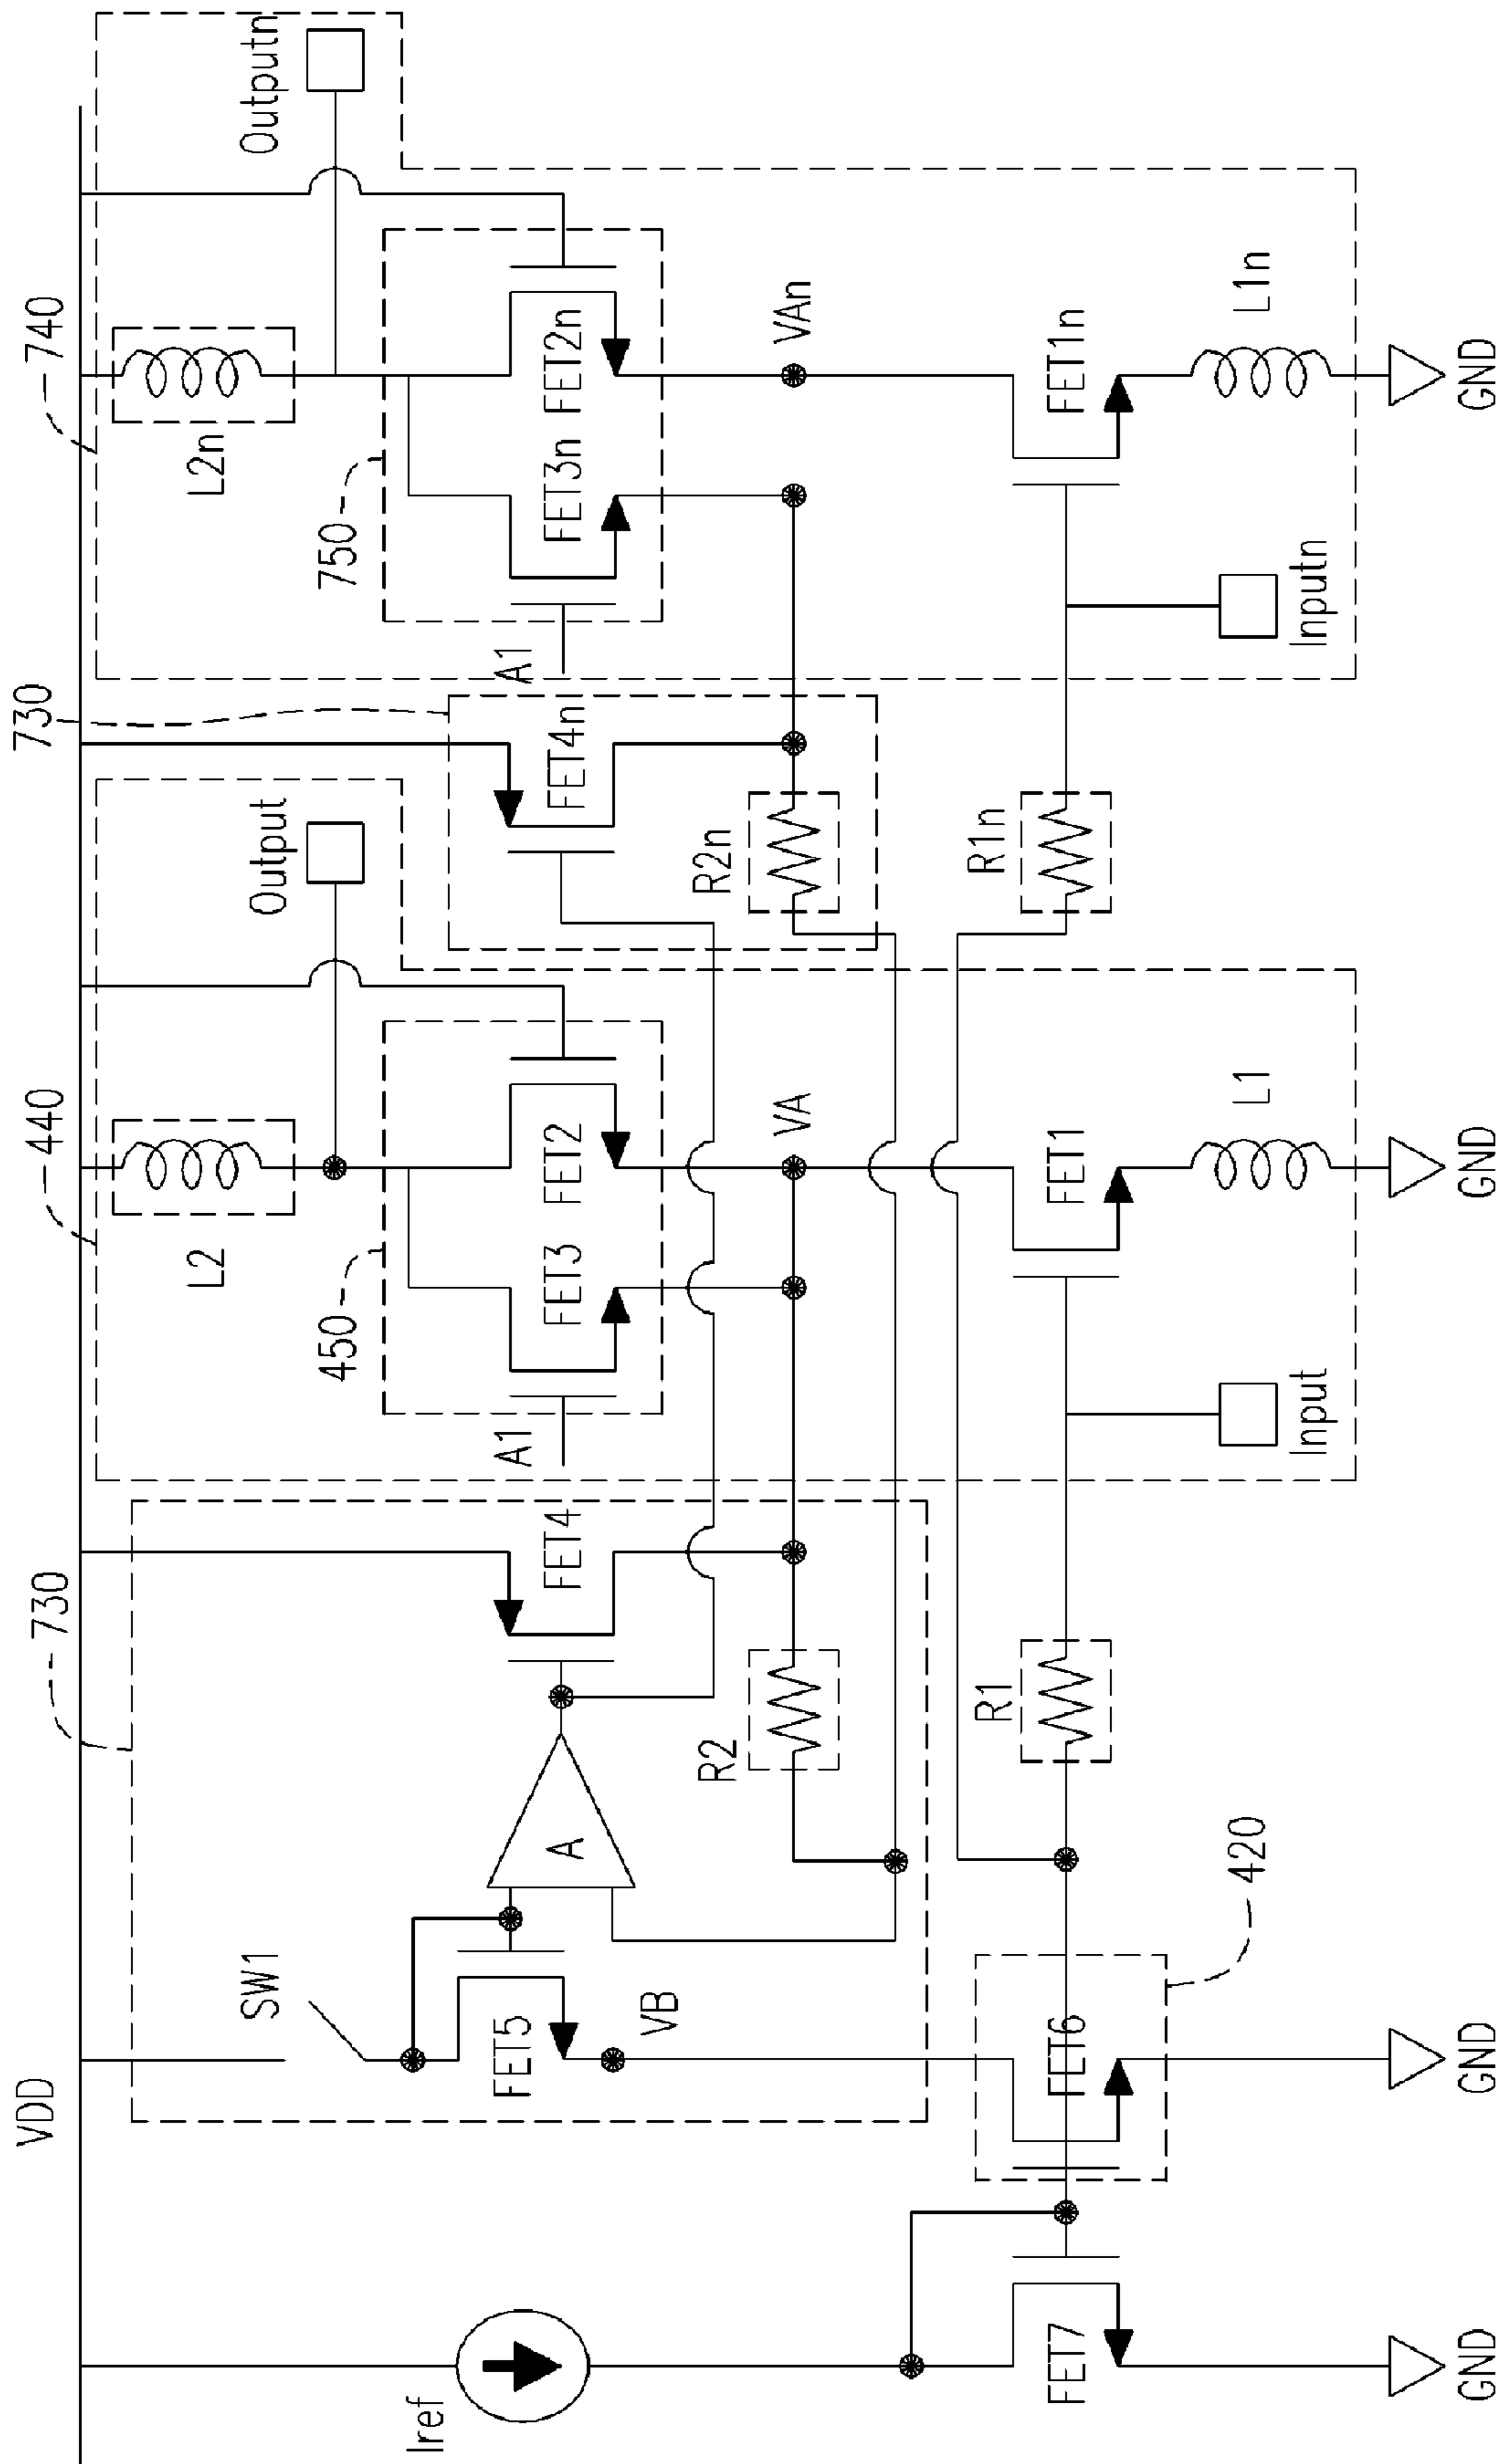 VDD
730
440
730
740
SW1
L2
Output
L2n
Outputn
Iref
450
750
A
A1
A1
FET5
FET4
FET3
FET2
FET4n
FET3n
FET2n
VB
R2
VA
R2n
VAn
FET7
FET6
R1
FET1
R1n
FET1n
420
Input
L1
Inputn
L1n
GND
GND
GND
GND